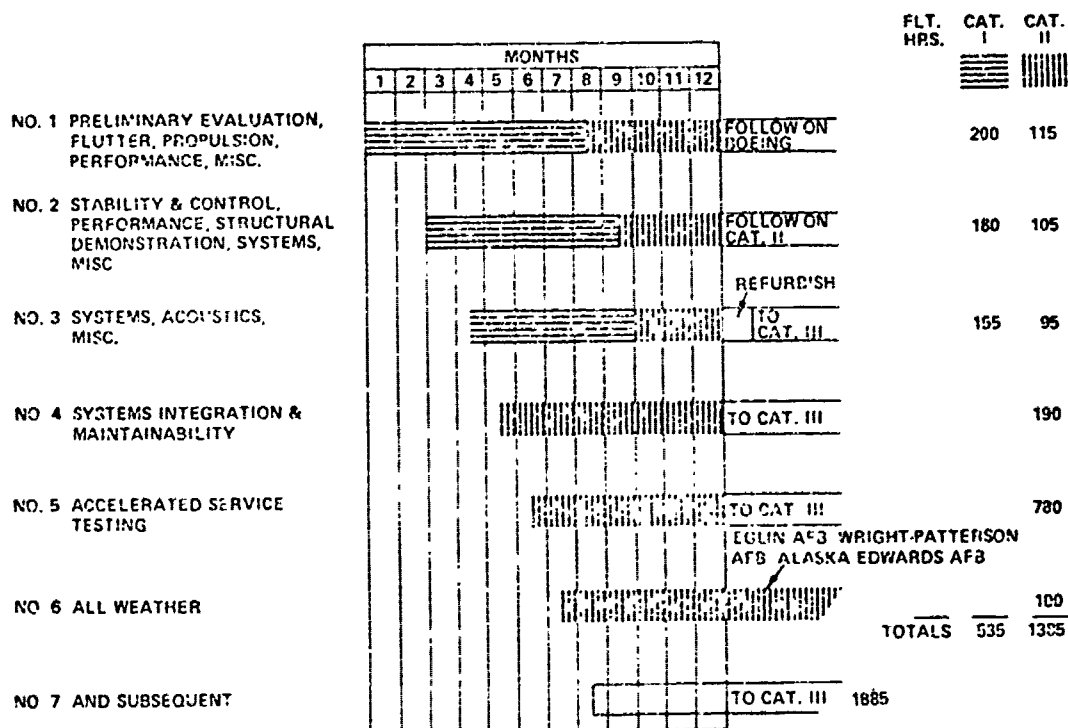 FLT. HRS. CAT. I CAT. II
MONTHS
1 2 3 4 5 6 7 8 9 10 11 12
NO. 1 PRELIMINARY EVALUATION,
FLUTTER, PROPULSION,
PERFORMANCE, MISC.
FOLLOW ON
BOEING
200 115
NO. 2 STABILITY & CONTROL,
PERFORMANCE, STRUCTURAL
DEMONSTRATION, SYSTEMS,
MISC
FOLLOW ON
CAT. II
180 105
REFURBISH
NO. 3 SYSTEMS, ACOUSTICS,
MISC.
TO
CAT. III
155 95
NO 4 SYSTEMS INTEGRATION &
MAINTAINABILITY
TO CAT. III
190
NO. 5 ACCELERATED SERVICE
TESTING
TO CAT III
780
EGLIN AFB WRIGHT-PATTERSON
AFB ALASKA EDWARDS AFB
NO 6 ALL WEATHER
100
TOTALS 535 1385
NO 7 AND SUBSEQUENT
TO CAT. III 1885